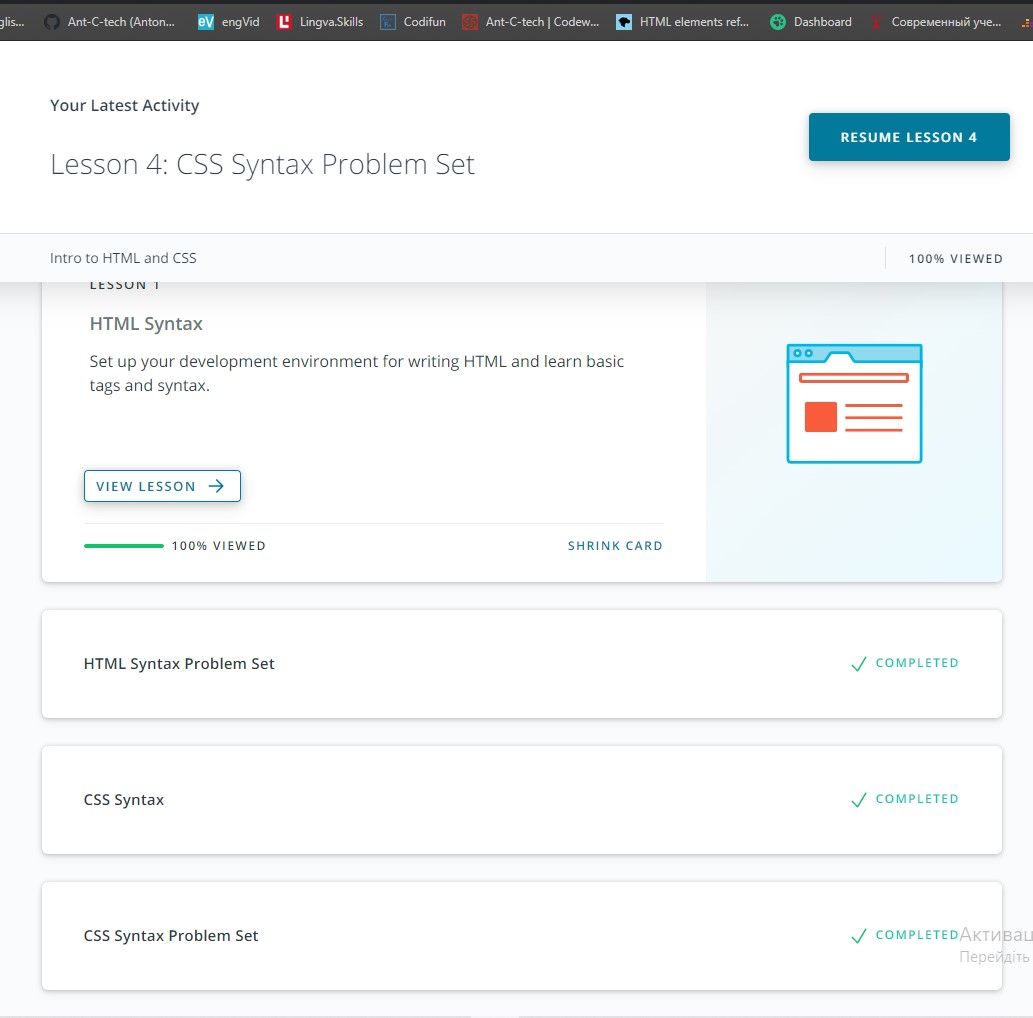 glis...
Ant-C-tech (Anton...
eV engVid
L Lingva.Skills
Codifun
Ant-C-tech | Codew...
HTML elements ref...
Dashboard
Современный уче...
Your Latest Activity
RESUME LESSON 4
Lesson 4: CSS Syntax Problem Set
Intro to HTML and CSS
100% VIEWED
LESSON 1
HTML Syntax
Set up your development environment for writing HTML and learn basic
tags and syntax.
VIEW LESSON
100% VIEWED
SHRINK CARD
HTML Syntax Problem Set
COMPLETED
CSS Syntax
COMPLETED
CSS Syntax Problem Set
COMPLETED
Активац
Перейдіть